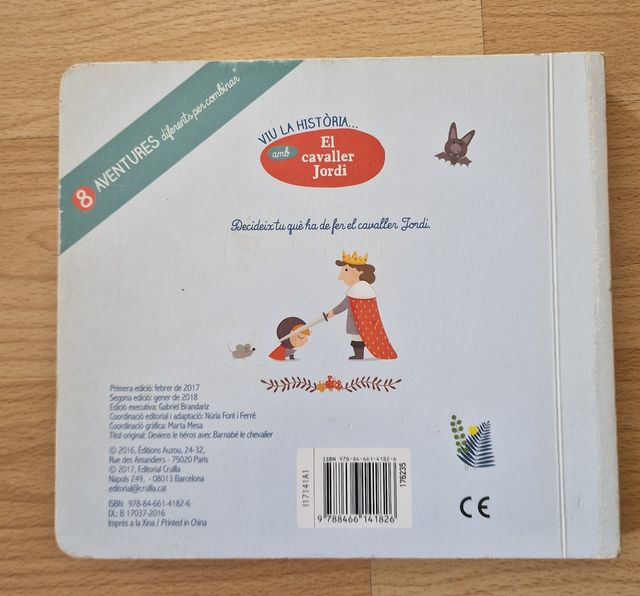 8 AVENTURES diferents per combinar
VIU LA HISTÒRIA...
amb
El
cavaller
Jordi
Decideix tu què ha de fer el cavaller Jordi.
Primera edició: febrer de 2017
Segona edició: gener de 2018
Edició executiva: Gabriel Brandariz
Coordinació editorial i adaptació: Núria Font i Ferré
Coordinació gràfica: Marta Mesa
Títol original: Deviens le héros avec Barnabé le chevalier
© 2016, Éditions Auzou, 24-32,
Rue des Amandiers - 75020 Paris
© 2017, Editorial Cruïlla
Nàpols 249, - 08013 Barcelona
editorial@cruilla.cat
ISBN: 978-84-661-4182-6
DL: B 17037-2016
Imprès a la Xina / Printed in China
I17141A1
ISBN 978-84-661-4182-6
9 788466 141826
176235
CE